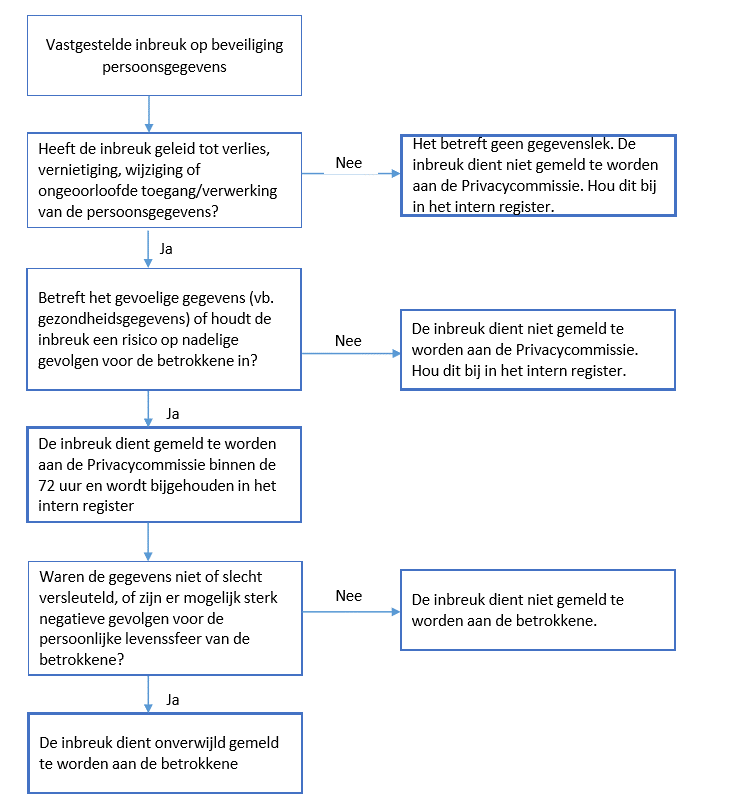 Vastgestelde inbreuk op beveiliging
persoonsgegevens
Heeft de inbreuk geleid tot verlies,
vernietiging, wijziging of
ongeoorloofde toegang/verwerking
van de persoonsgegevens?
Nee
Het betreft geen gegevenslek. De
inbreuk dient niet gemeld te worden
aan de Privacycommissie. Hou dit bij
in het intern register.
Ja
Betreft het gevoelige gegevens (vb.
gezondheidsgegevens) of houdt de
inbreuk een risico op nadelige
gevolgen voor de betrokkene in?
Nee
De inbreuk dient niet gemeld te
worden aan de Privacycommissie.
Hou dit bij in het intern register.
Ja
De inbreuk dient gemeld te worden
aan de Privacycommissie binnen de
72 uur en wordt bijgehouden in het
intern register
Waren de gegevens niet of slecht
versleuteld, of zijn er mogelijk sterk
negatieve gevolgen voor de
persoonlijke levenssfeer van de
betrokkene?
Nee
De inbreuk dient niet gemeld te
worden aan de betrokkene.
Ja
De inbreuk dient onverwijld gemeld
te worden aan de betrokkene